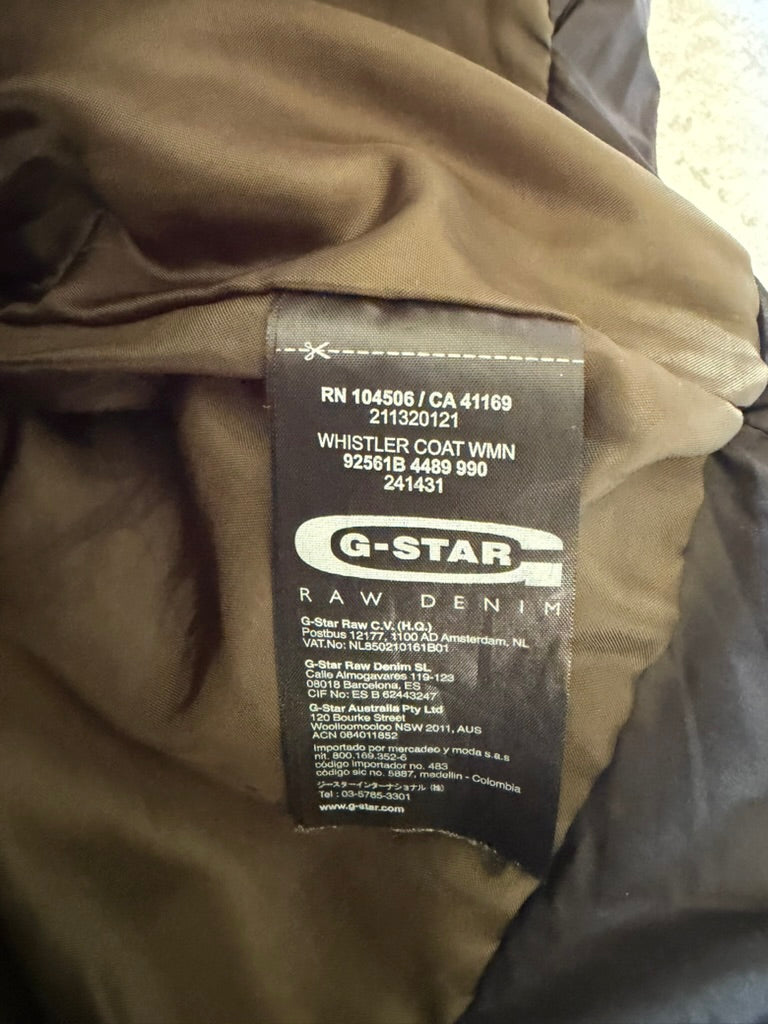 RN 104506 / CA 41169
211320121
WHISTLER COAT WMN
92561B 4489 990
241431
G-STAR
RAW DENIM
G-Star Raw C.V. (H.Q.)
Postbus 12177, 1100 AD Amsterdam, NL
VAT.No: NL850210161B01
G-Star Raw Denim SL
Calle Almogavares 119-123
08018 Barcelona, ES
CIF No: ES B 62443247
G-Star Australia Pty Ltd
120 Bourke Street
Woolloomooloo NSW 2011, AUS
ACN 084011852
Importado por mercadeo y moda s.a.s
nit. 800.169.352-6
código importador no. 483
código sic no. 5887, medellin - Colombia
ジースターインターナショナル (株)
Tel : 03-5765-3301
www.g-star.com